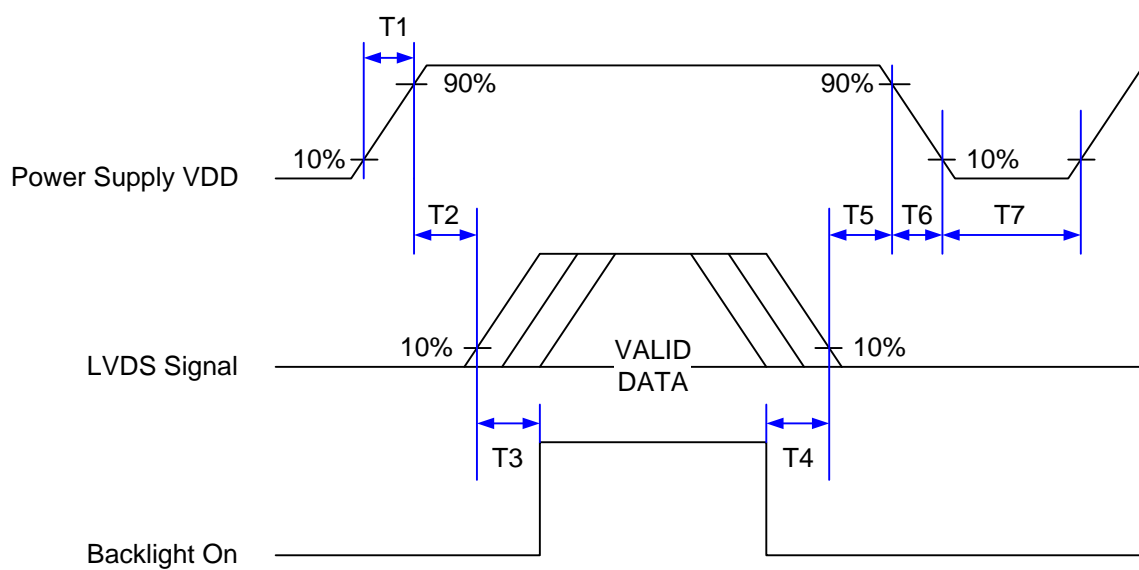 T1
90%
90%
10%
10%
Power Supply VDD
T2
T5
T6
T7
10%
VALID
DATA
10%
LVDS Signal
T3
T4
Backlight On